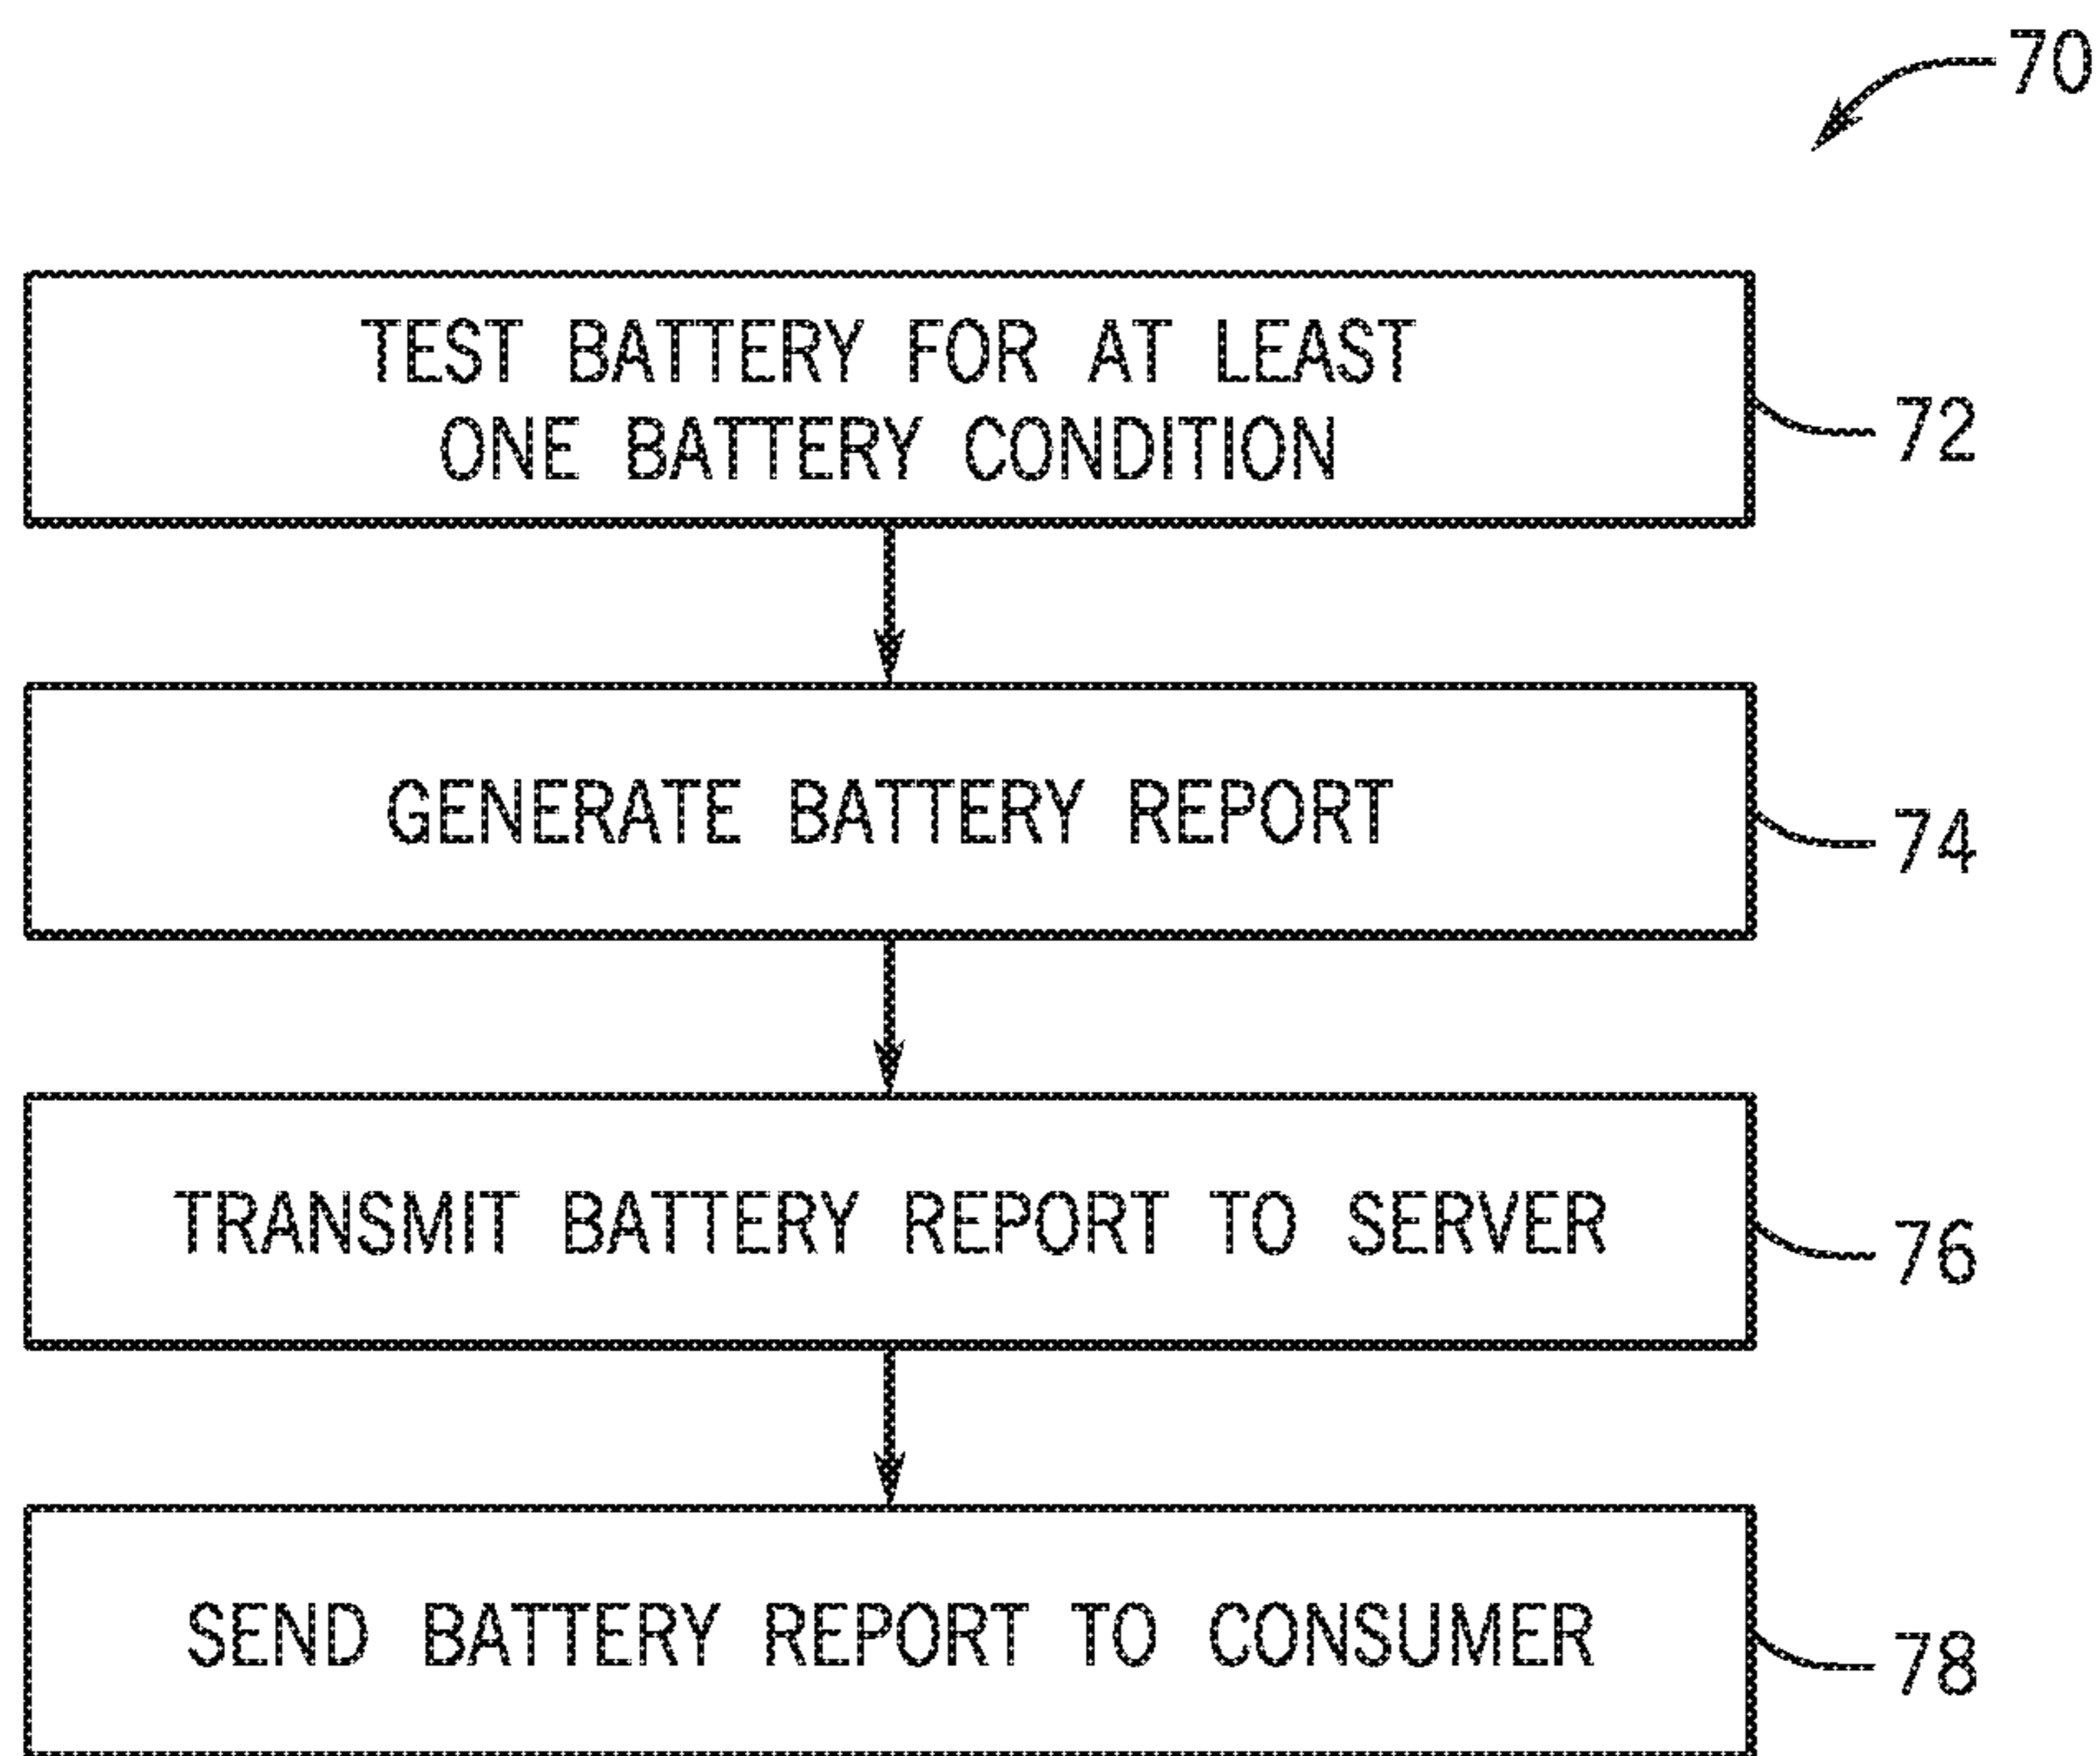 70
TEST BATTERY FOR AT LEAST
ONE BATTERY CONDITION
72
GENERATE BATTERY REPORT
74
TRANSMIT BATTERY REPORT TO SERVER
76
SEND BATTERY REPORT TO CONSUMER
78